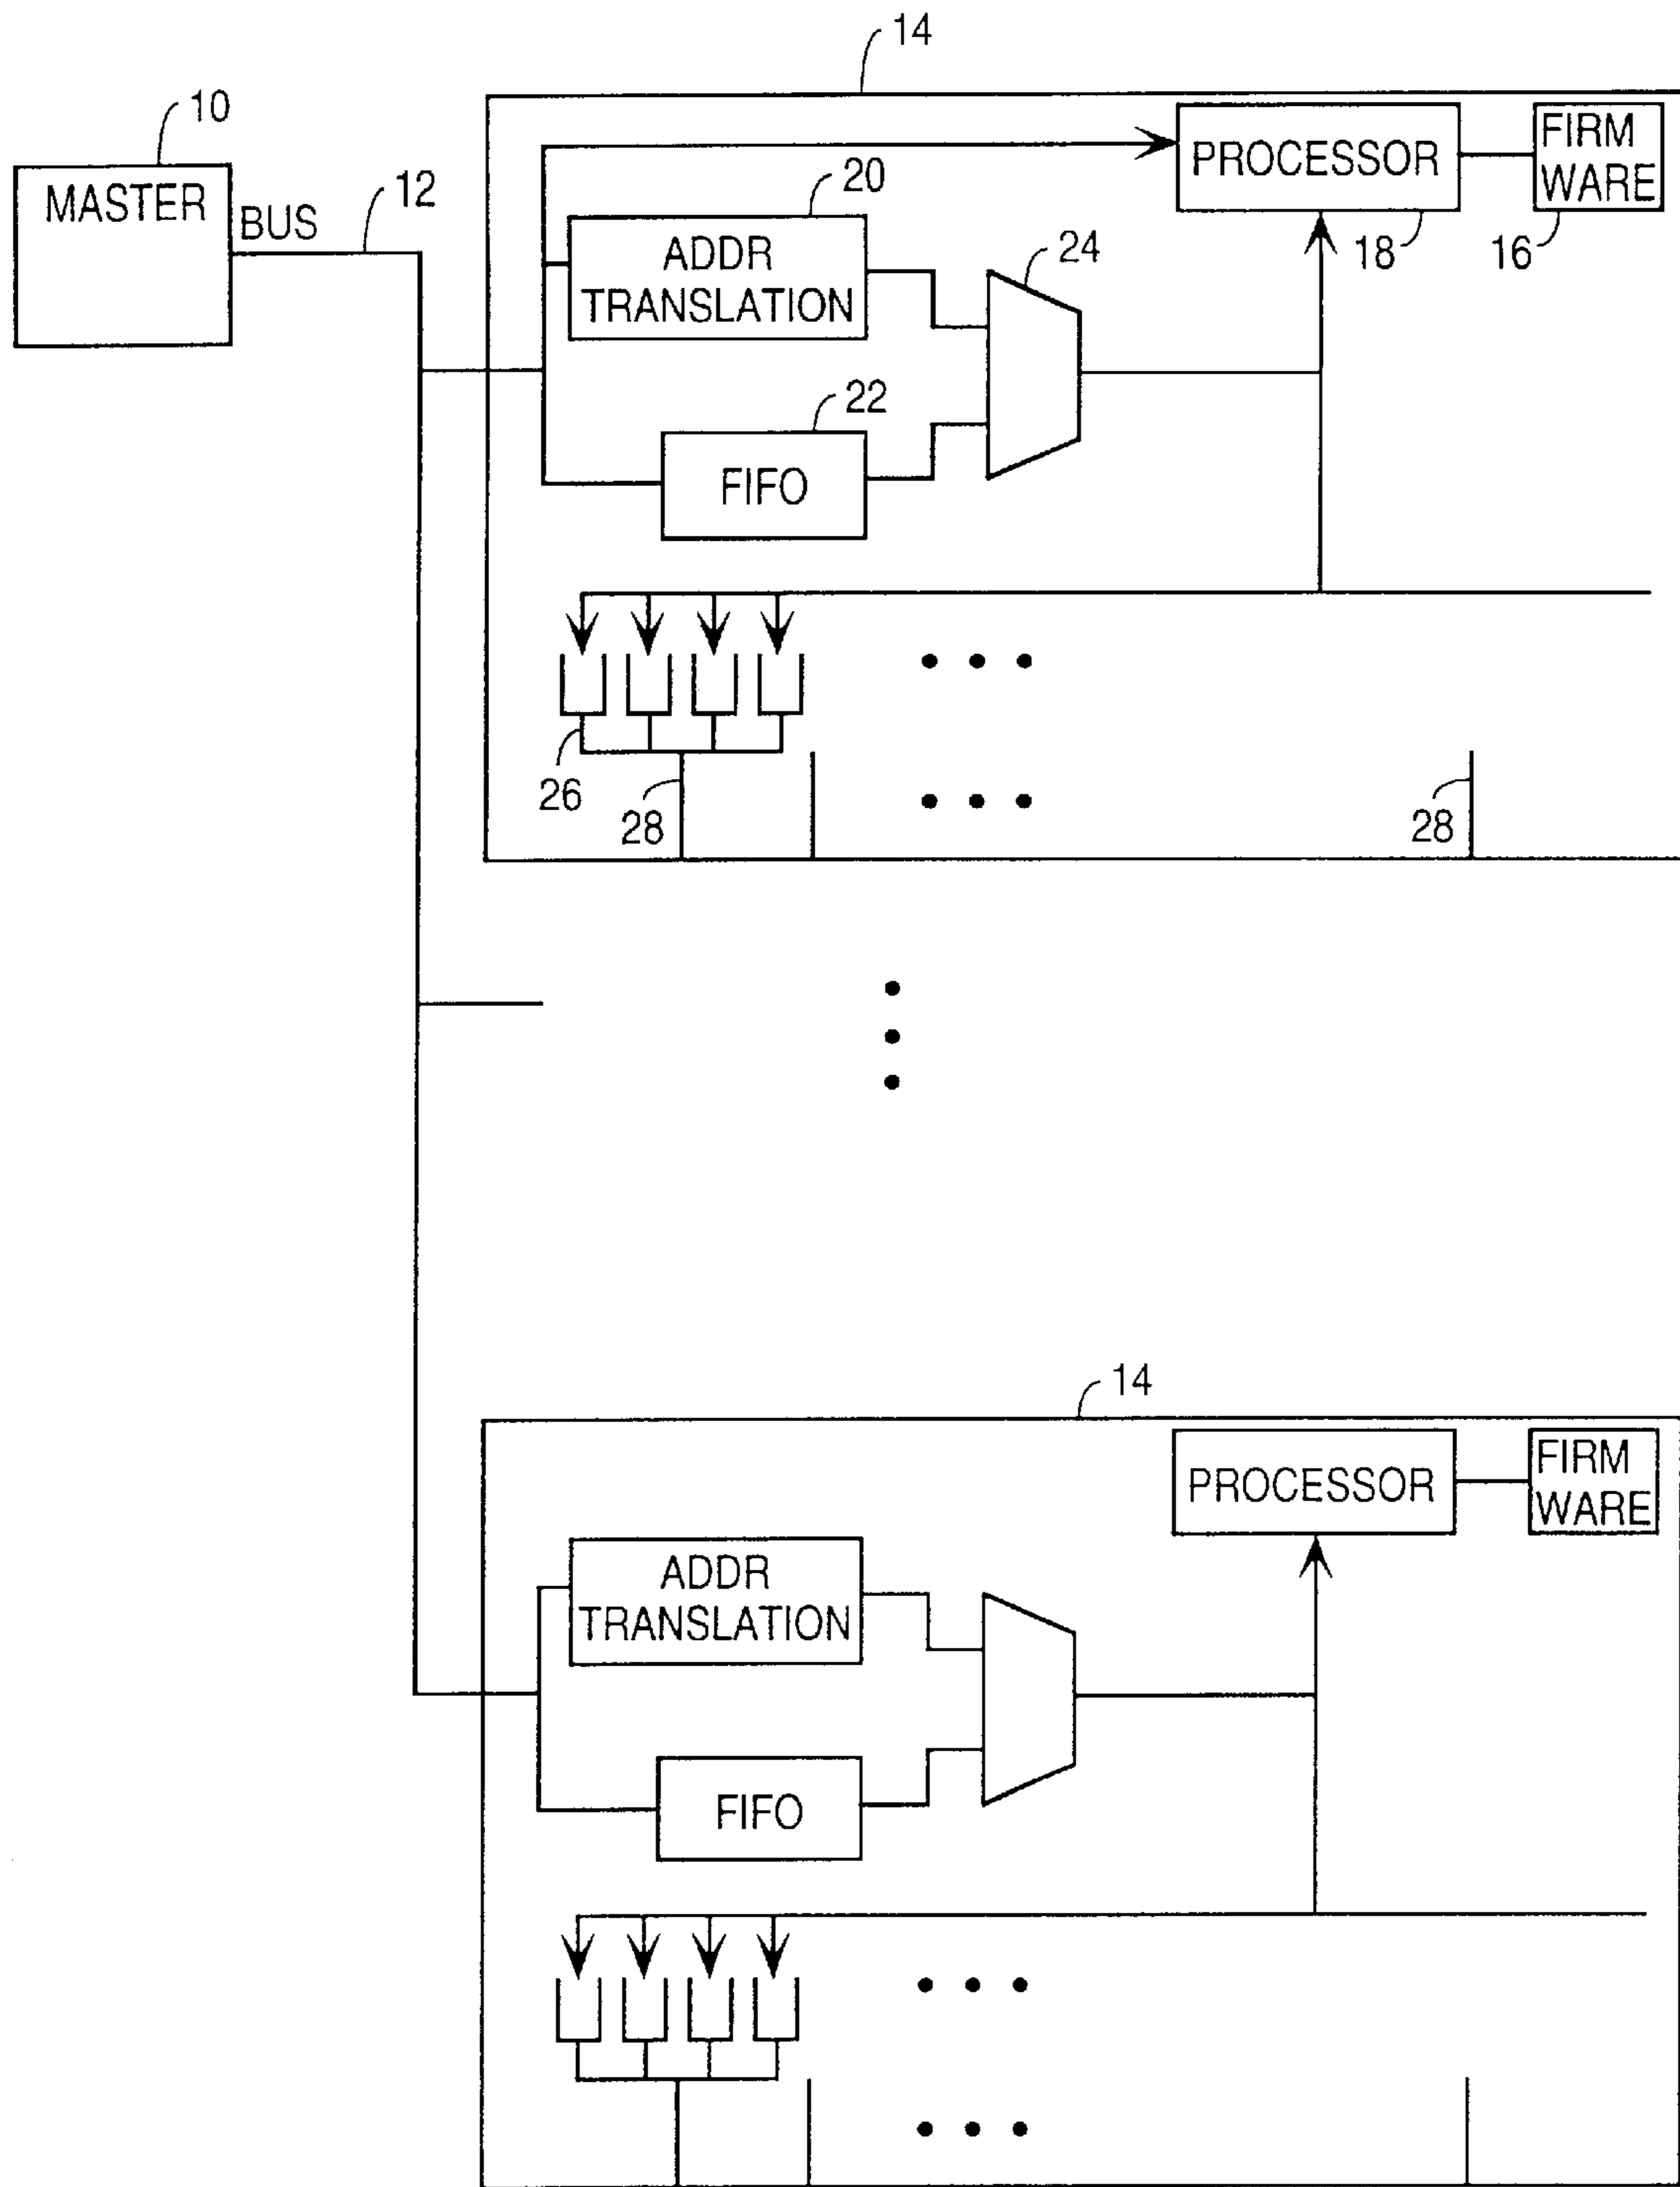 14
10
MASTER
BUS
12
PROCESSOR
FIRM
WARE
20
ADDR
TRANSLATION
24
18
16
22
FIFO
26
28
28
14
PROCESSOR
FIRM
WARE
ADDR
TRANSLATION
FIFO